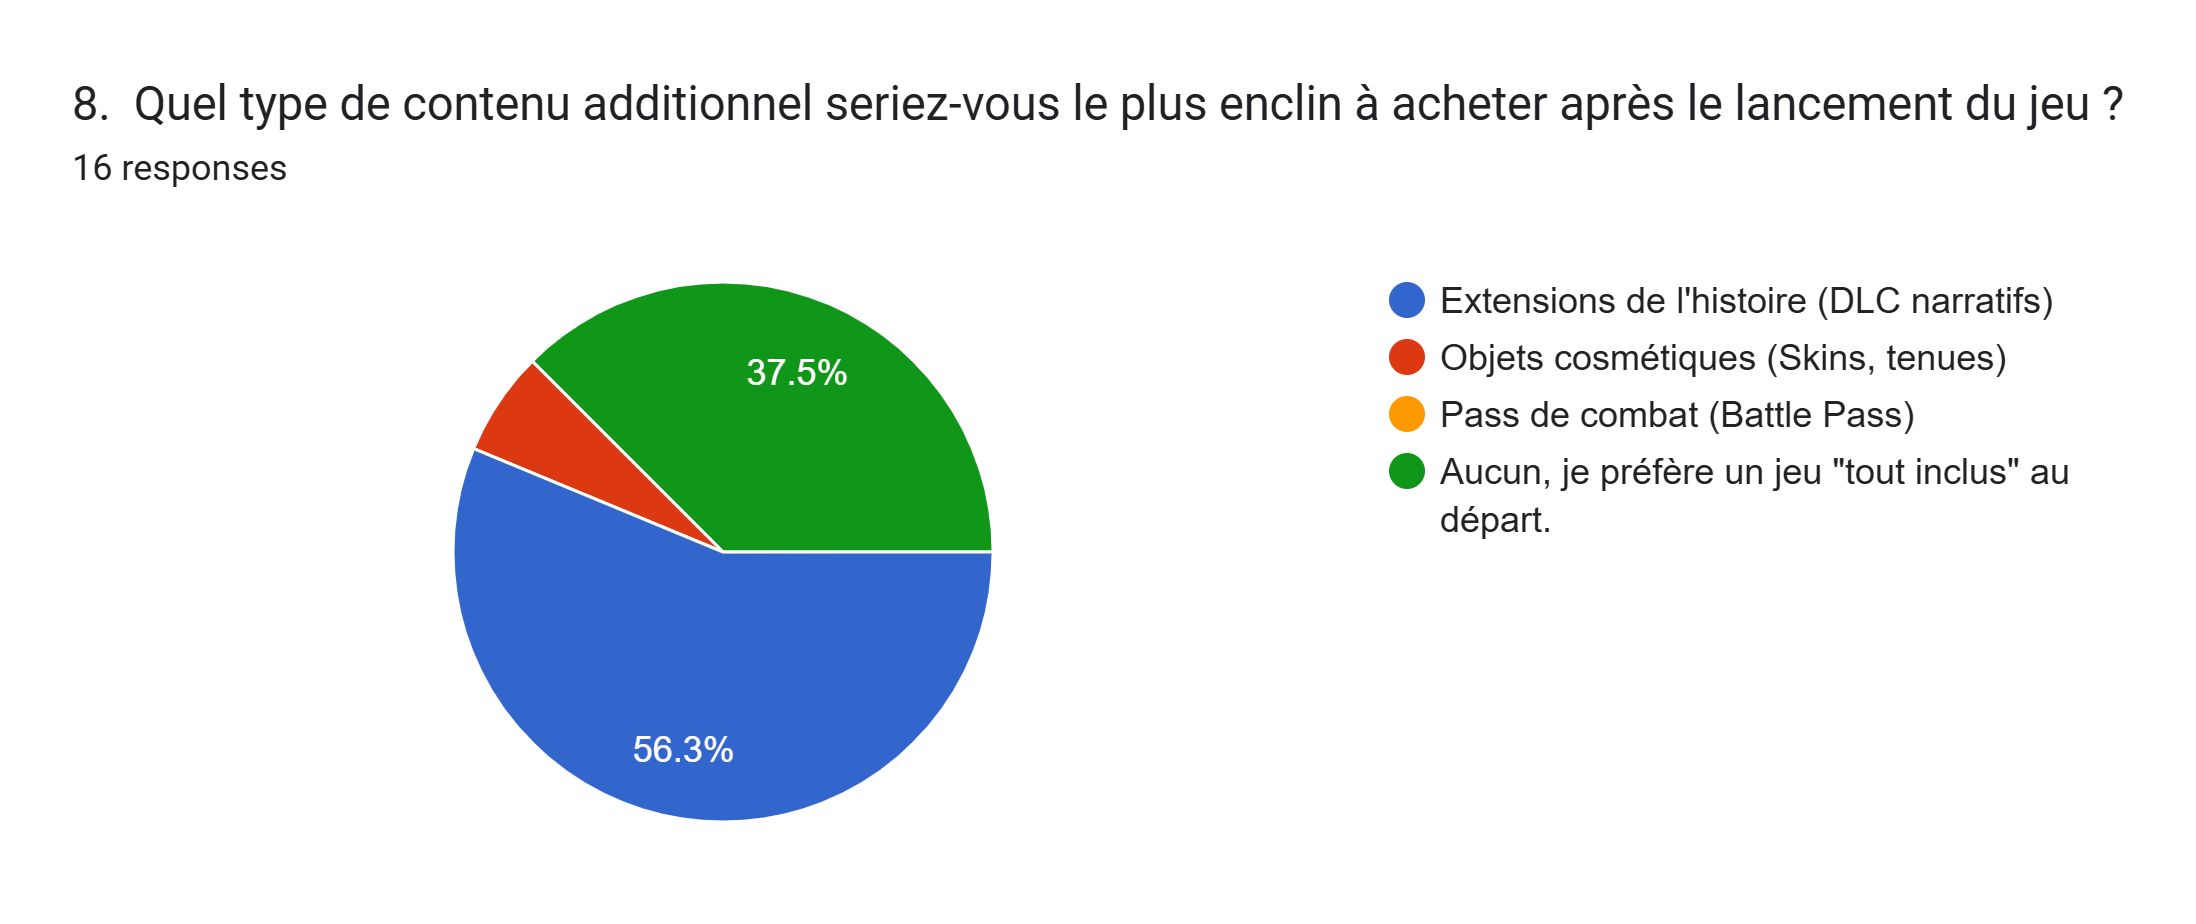 8. Quel type de contenu additionnel seriez-vous le plus enclin à acheter après le lancement du jeu ?
16 responses
37.5%
56.3%
Extensions de l'histoire (DLC narratifs)
Objets cosmétiques (Skins, tenues)
Pass de combat (Battle Pass)
Aucun, je préfère un jeu "tout inclus" au
départ.